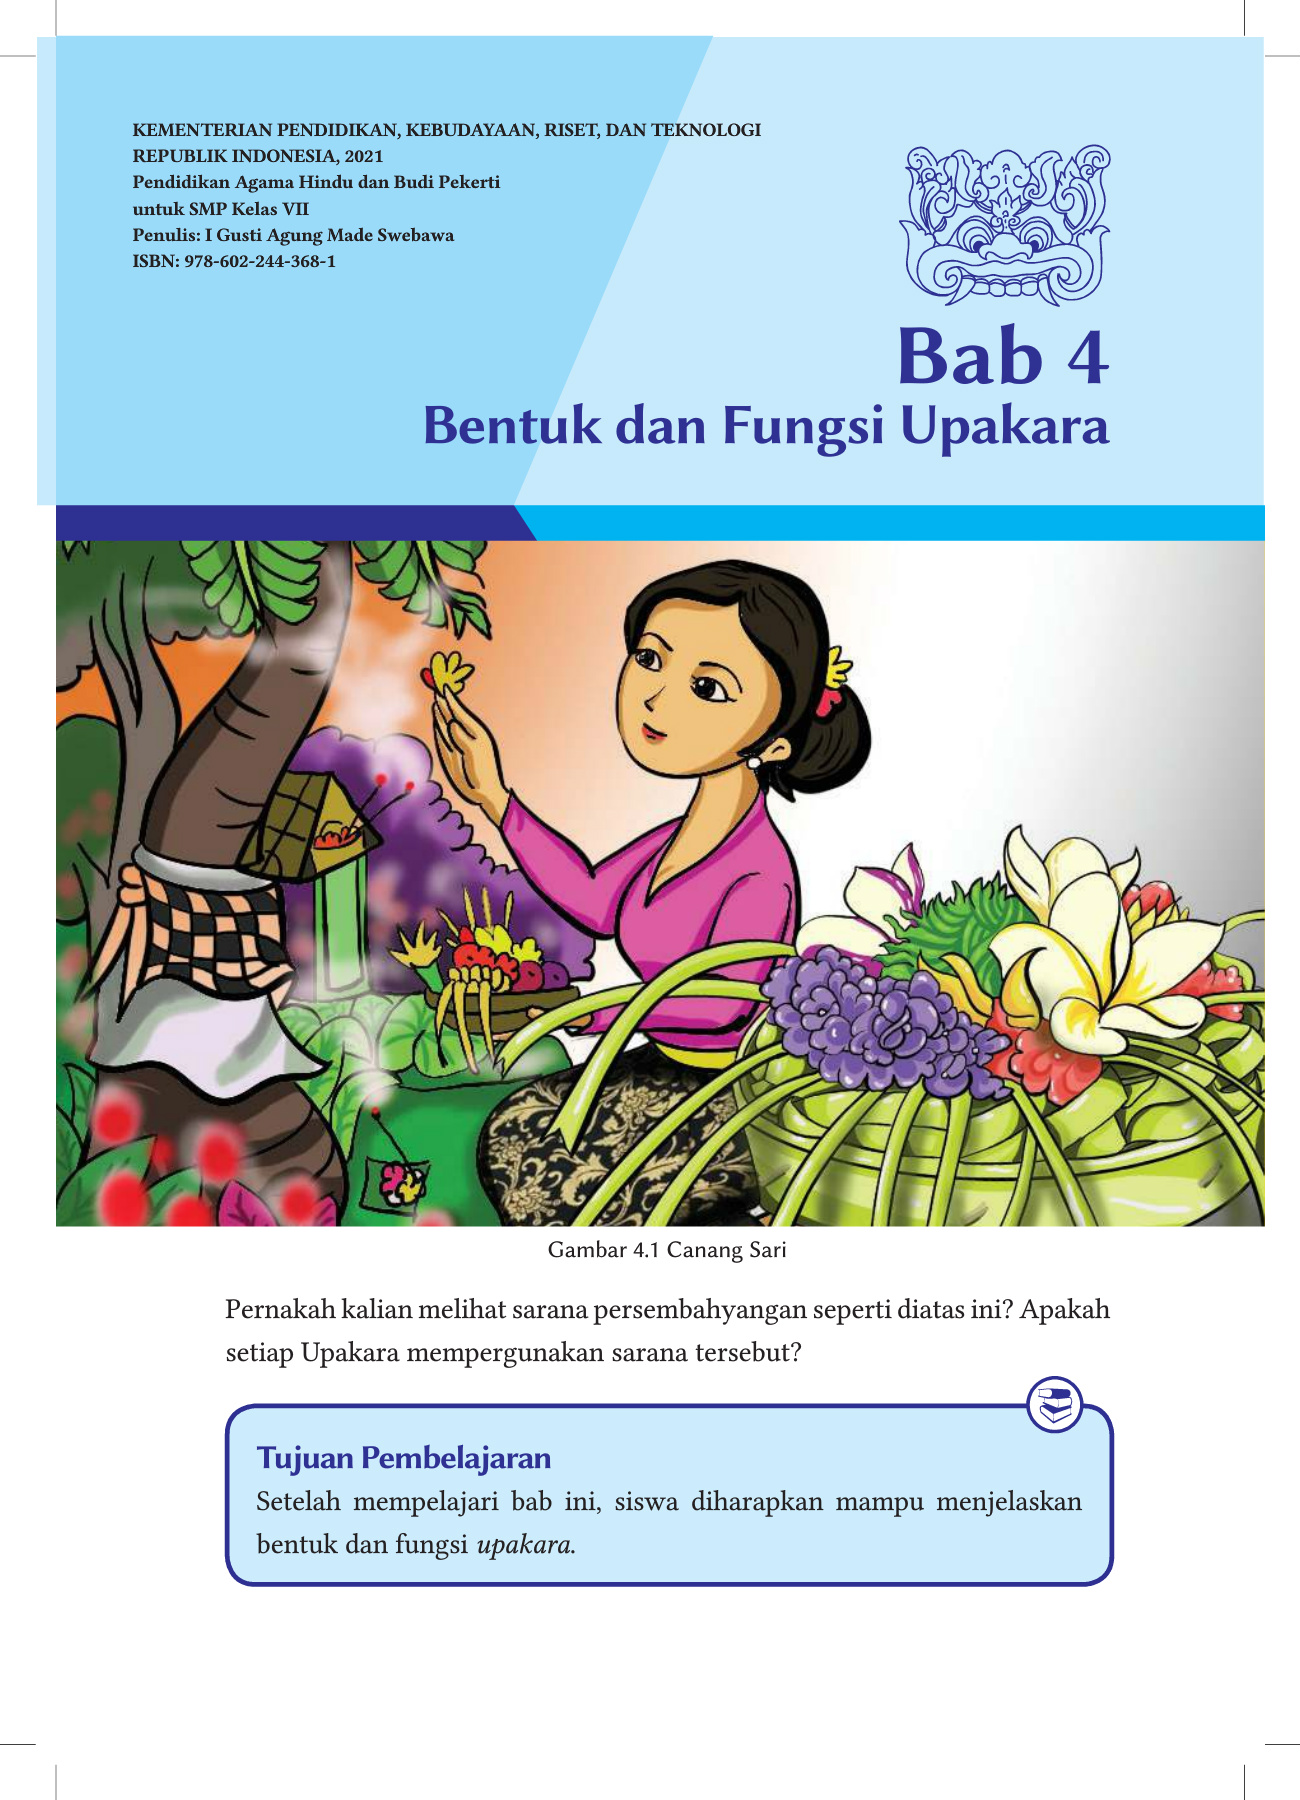 KEMENTERIAN PENDIDIKAN, KEBUDAYAAN, RISET, DAN TEKNOLOGI
REPUBLIK INDONESIA, 2021
Pendidikan Agama Hindu dan Budi Pekerti
untuk SMP Kelas VII
Penulis: I Gusti Agung Made Swebawa
ISBN: 978-602-244-368-1
Bab 4
Bentuk dan Fungsi Upakara
Gambar 4.1 Canang Sari
Pernakah kalian melihat sarana persembahyangan seperti diatas ini? Apakah
setiap Upakara mempergunakan sarana tersebut?
Tujuan Pembelajaran
Setelah mempelajari bab ini, siswa diharapkan mampu menjelaskan
bentuk dan fungsi upakara.